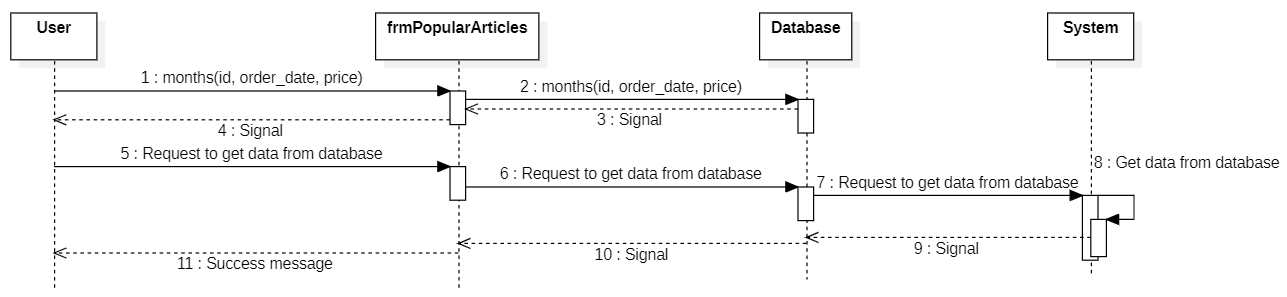 User
frmPopularArticles
Database
System
1 : months(id, order_date, price)
2 : months(id, order_date, price)
3 : Signal
4 : Signal
5 : Request to get data from database
6 : Request to get data from database
7 : Request to get data from database
8 : Get data from database
9 : Signal
10 : Signal
11 : Success message